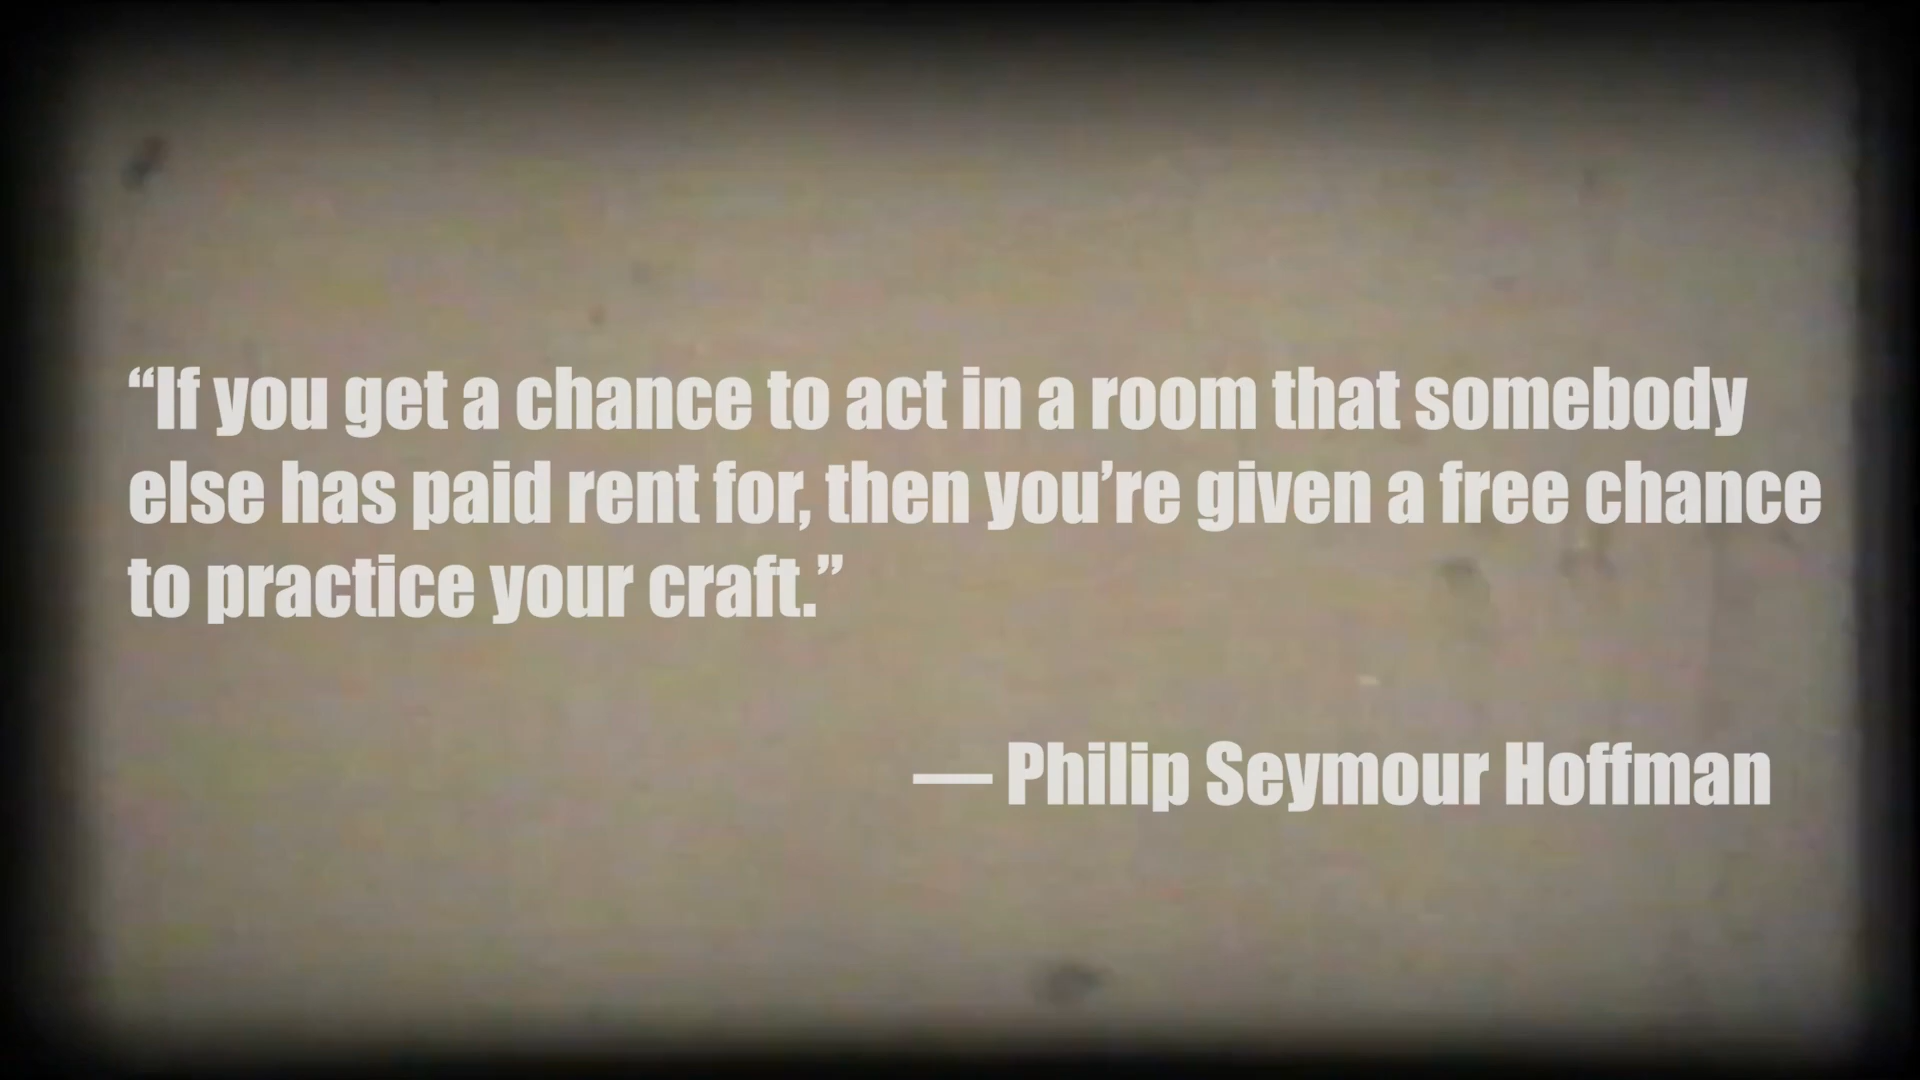 “If you get a chance to act in a room that somebody
else has paid rent for, then you’re given a free chance
to practice your craft.”
— Philip Seymour Hoffman